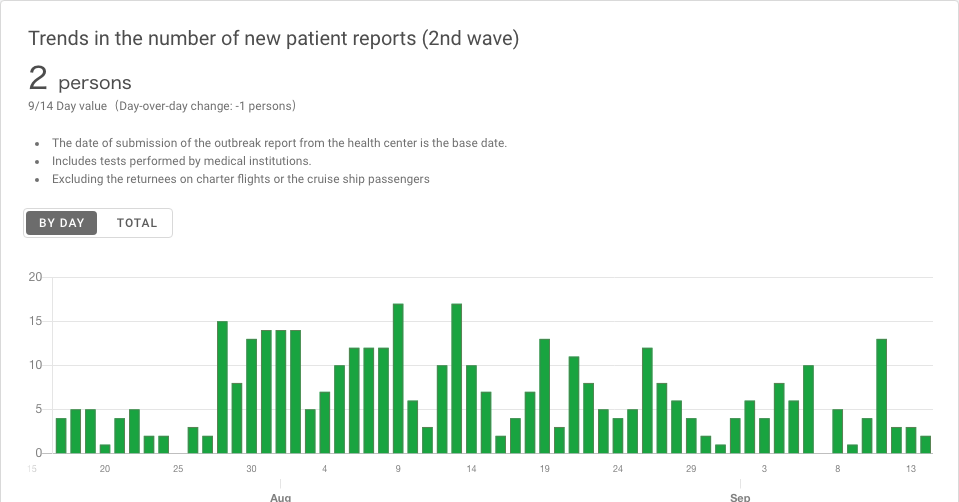 Trends in the number of new patient reports (2nd wave)
2 persons
9/14 Day value（Day-over-day change: -1 persons）
• The date of submission of the outbreak report from the health center is the base date.
• Includes tests performed by medical institutions.
• Excluding the returnees on charter flights or the cruise ship passengers
BY DAY TOTAL
20
15
10
5
0
15 20 25 30 4 9 14 19 24 29 3 8 13
Aug Sep